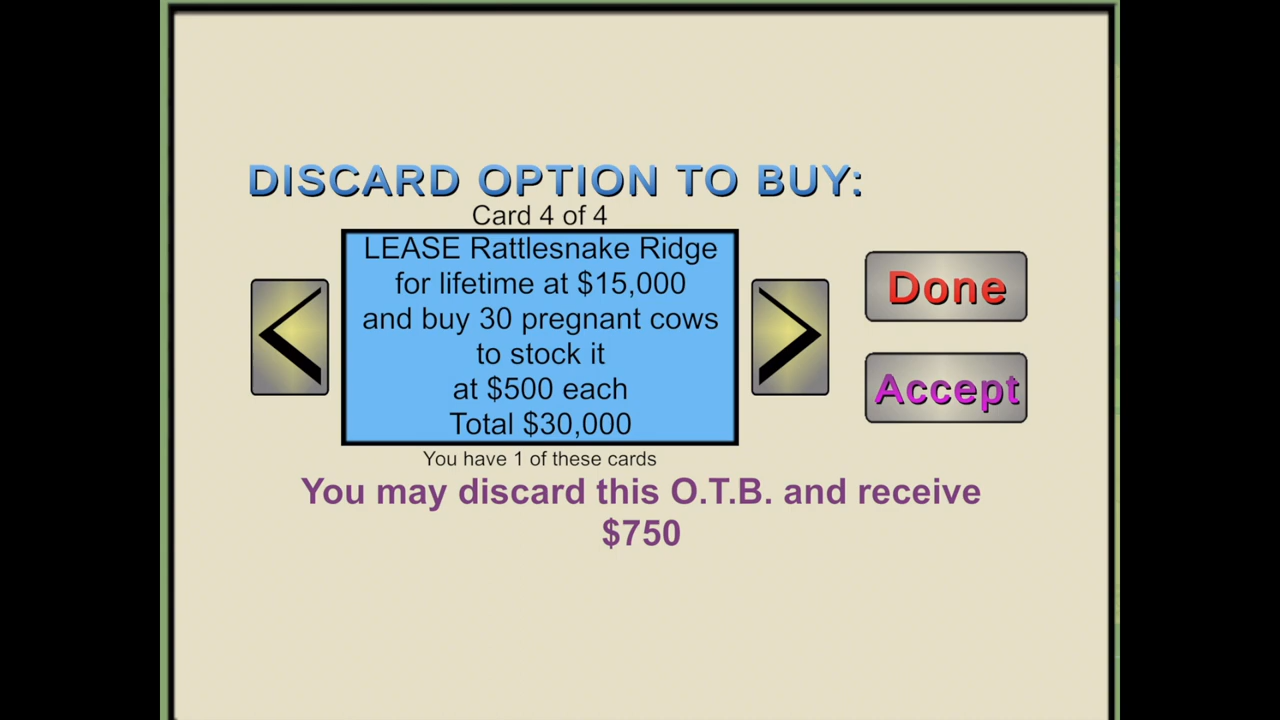 DISCARD OPTION TO BUY:
Card 4 of 4
LEASE Rattlesnake Ridge
for lifetime at $15,000
and buy 30 pregnant cows
to stock it
at $500 each
Total $30,000
You have 1 of these cards
Done
Accept
You may discard this O.T.B. and receive
$750